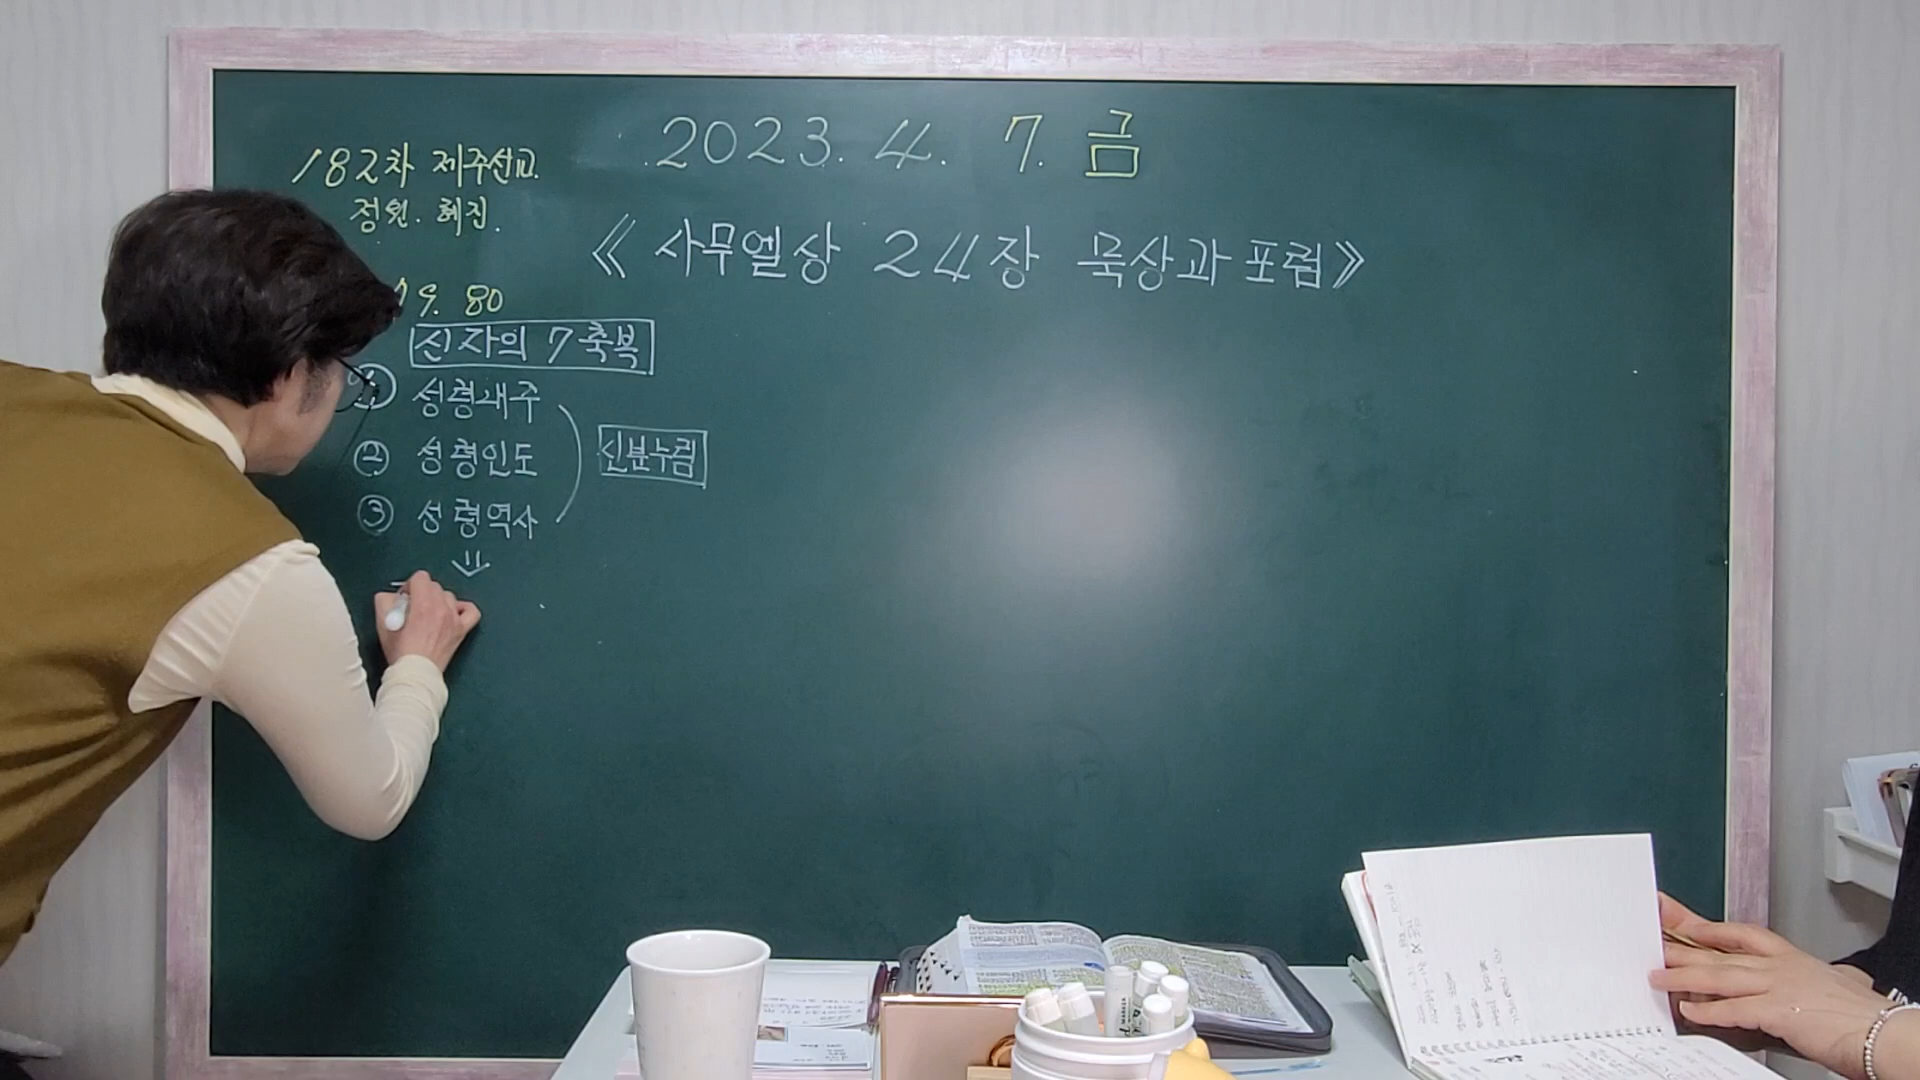 2023. 4. 7. 금
182차 제주선교.
정원. 혜진.
《 사무엘상 24장 묵상과 포럼》
9. 80
신자의 7축복
① 성령내주
② 성령인도
③ 성령역사
신분누림